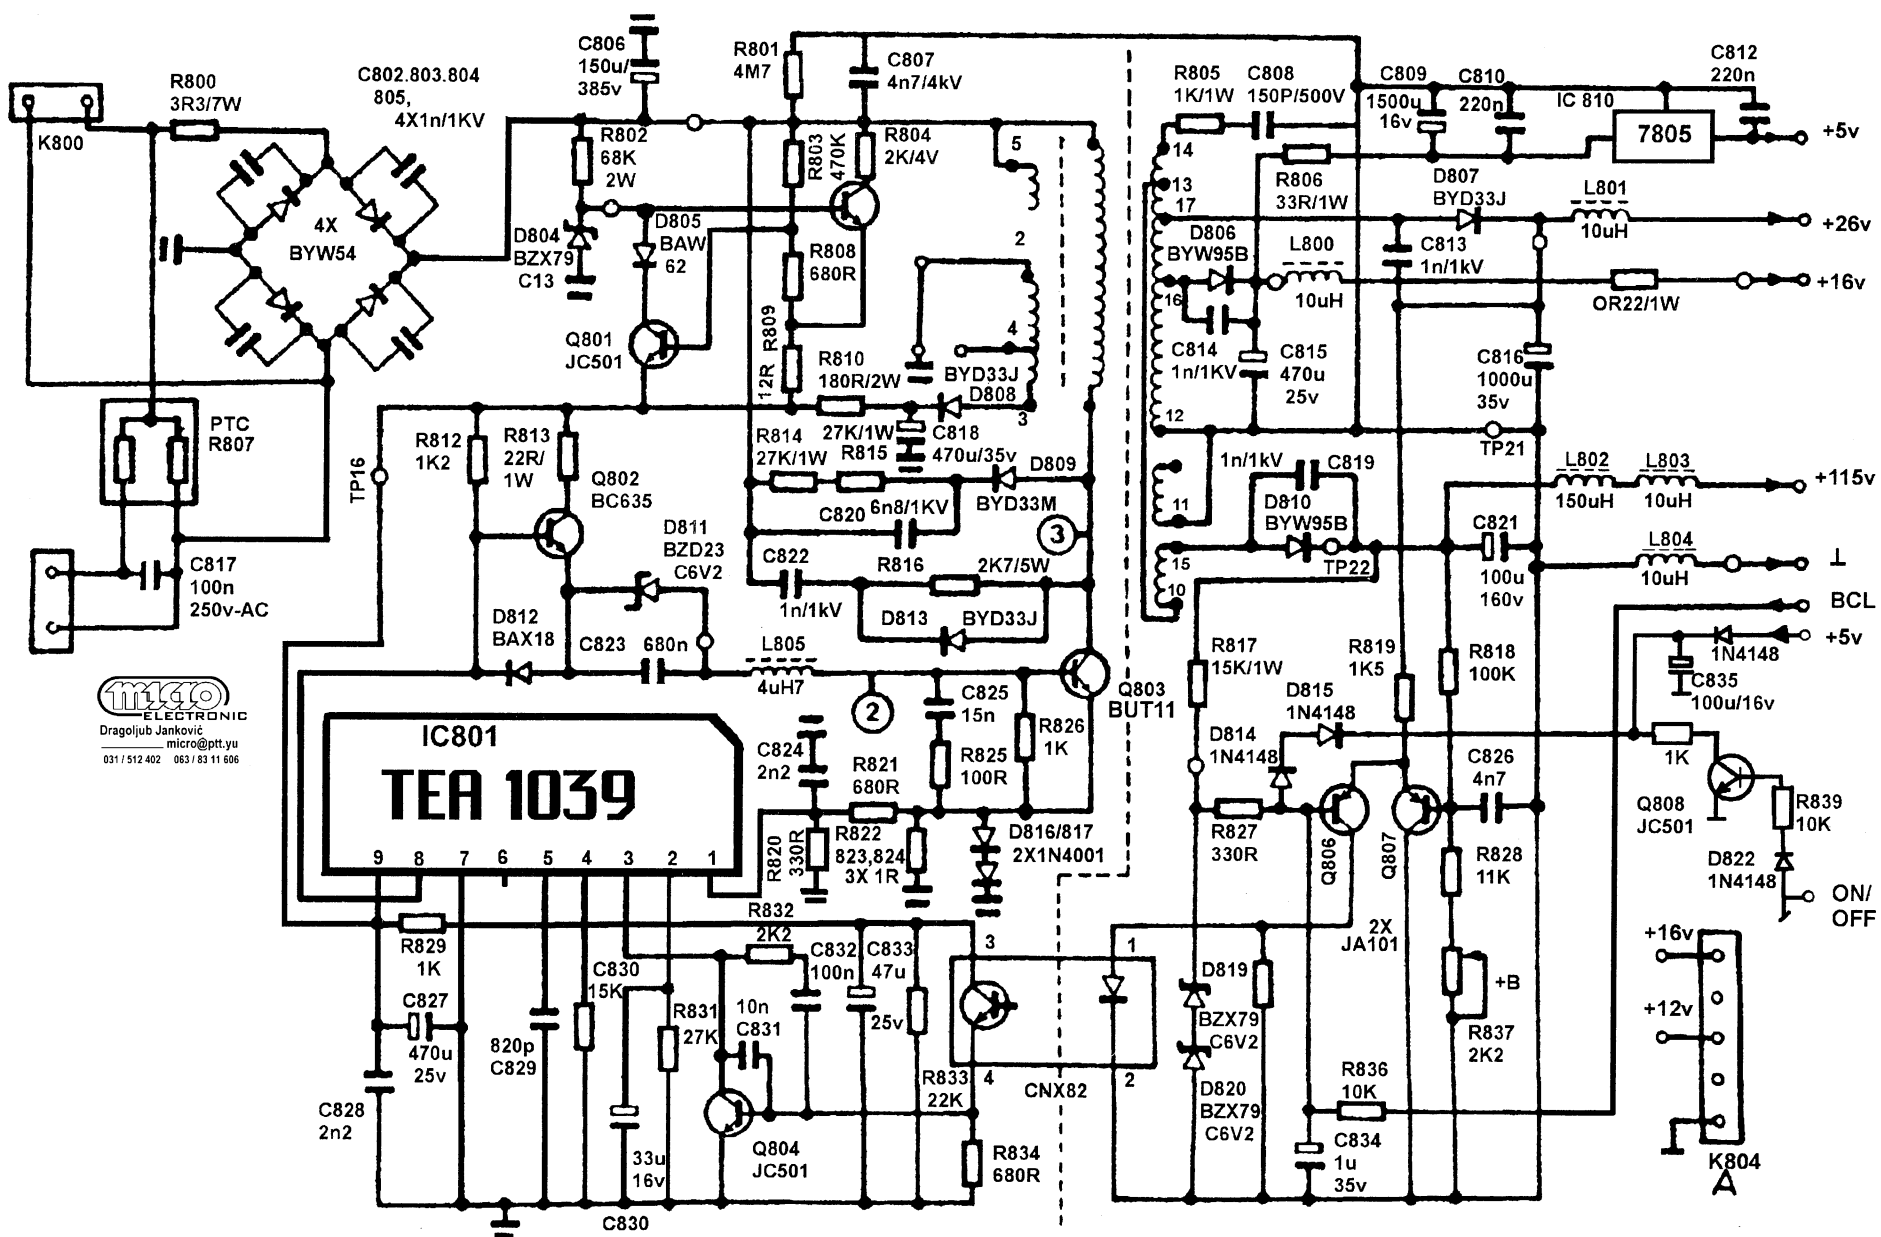 K800
R800
3R3/7W
C802.803.804
805,
4X1n/1KV
4X
BYW54
C806
150u/
385v
R801
4M7
C807
4n7/4kV
R802
68K
2W
R803
470K
R804
2K/4V
D804
BZX79
C13
D805
BAW
62
R808
680R
Q801
JC501
R809
12R
R810
180R/2W
5
2
4
3
BYD33J
D808
PTC
R807
C817
100n
250v-AC
TP16
R812
1K2
R813
22R/
1W
Q802
BC635
D811
BZD23
C6V2
D812
BAX18
C823
680n
L805
4uH7
R814
27K/1W
27K/1W
R815
C818
470u/35v
D809
BYD33M
6n8/1KV
C820
3
C822
1n/1kV
R816
2K7/5W
D813
BYD33J
Q803
BUT11
2
C825
15n
R825
100R
R826
1K
C824
2n2
R821
680R
R820
330R
R822
823,824
3X 1R
D816/817
2X1N4001
micro
ELECTRONIC
Dragoljub Janković
micro@ptt.yu
031 / 512 402 063 / 83 11 606
IC801
TEA 1039
9 8 7 6 5 4 3 2 1
R829
1K
C827
470u
25v
C828
2n2
820p
C829
C830
15K
33u
16v
C830
R831
27K
10n
C831
R832
2K2
C832
100n
C833
47u
25v
R833
22K
Q804
JC501
R834
680R
3
4
1
2
CNX82
R805
1K/1W
C808
150P/500V
C809
1500u
16v
C810
220n
IC 810
7805
C812
220n
+5v
14
13
17
16
12
11
15
10
R806
33R/1W
D807
BYD33J
L801
10uH
+26v
D806
BYW95B
L800
10uH
C813
1n/1kV
OR22/1W
+16v
C814
1n/1KV
C815
470u
25v
C816
1000u
35v
TP21
1n/1kV
C819
D810
BYW95B
TP22
L802
150uH
L803
10uH
+115v
C821
100u
160v
L804
10uH
⊥
BCL
+5v
1N4148
C835
100u/16v
R817
15K/1W
R819
1K5
R818
100K
D814
1N4148
D815
1N4148
1K
C826
4n7
Q808
JC501
R839
10K
R827
330R
Q806
Q807
R828
11K
D822
1N4148
ON/
OFF
2X
JA101
D819
BZX79
C6V2
D820
BZX79
C6V2
+B
R837
2K2
R836
10K
C834
1u
35v
+16v
+12v
K804
A